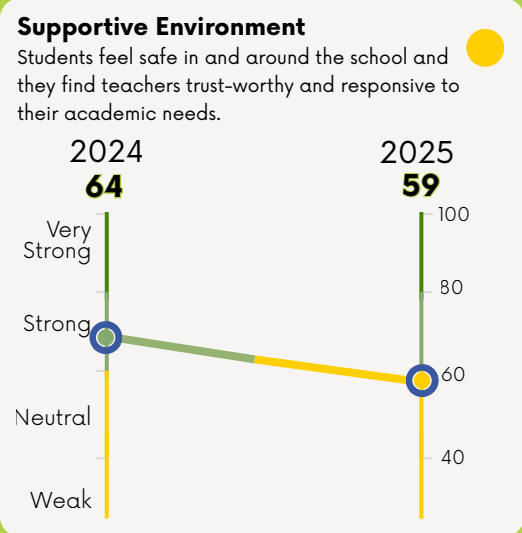 Supportive Environment
Students feel safe in and around the school and
they find teachers trust-worthy and responsive to
their academic needs.
2024
2025
64
59
100
Very
Strong
80
Strong
60
Neutral
40
Weak